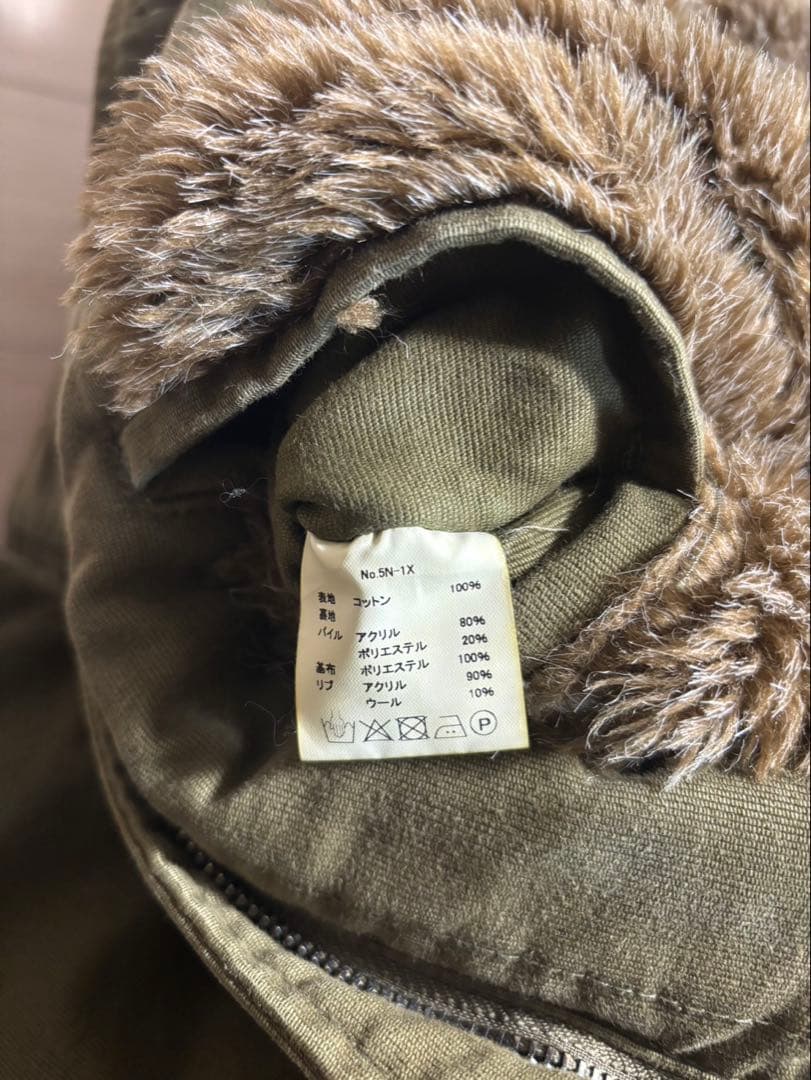 No.5N-1X
表地 コットン 100%
裏地
パイル アクリル 80%
ポリエステル 20%
基布 ポリエステル 100%
リブ アクリル 90%
ウール 10%
P